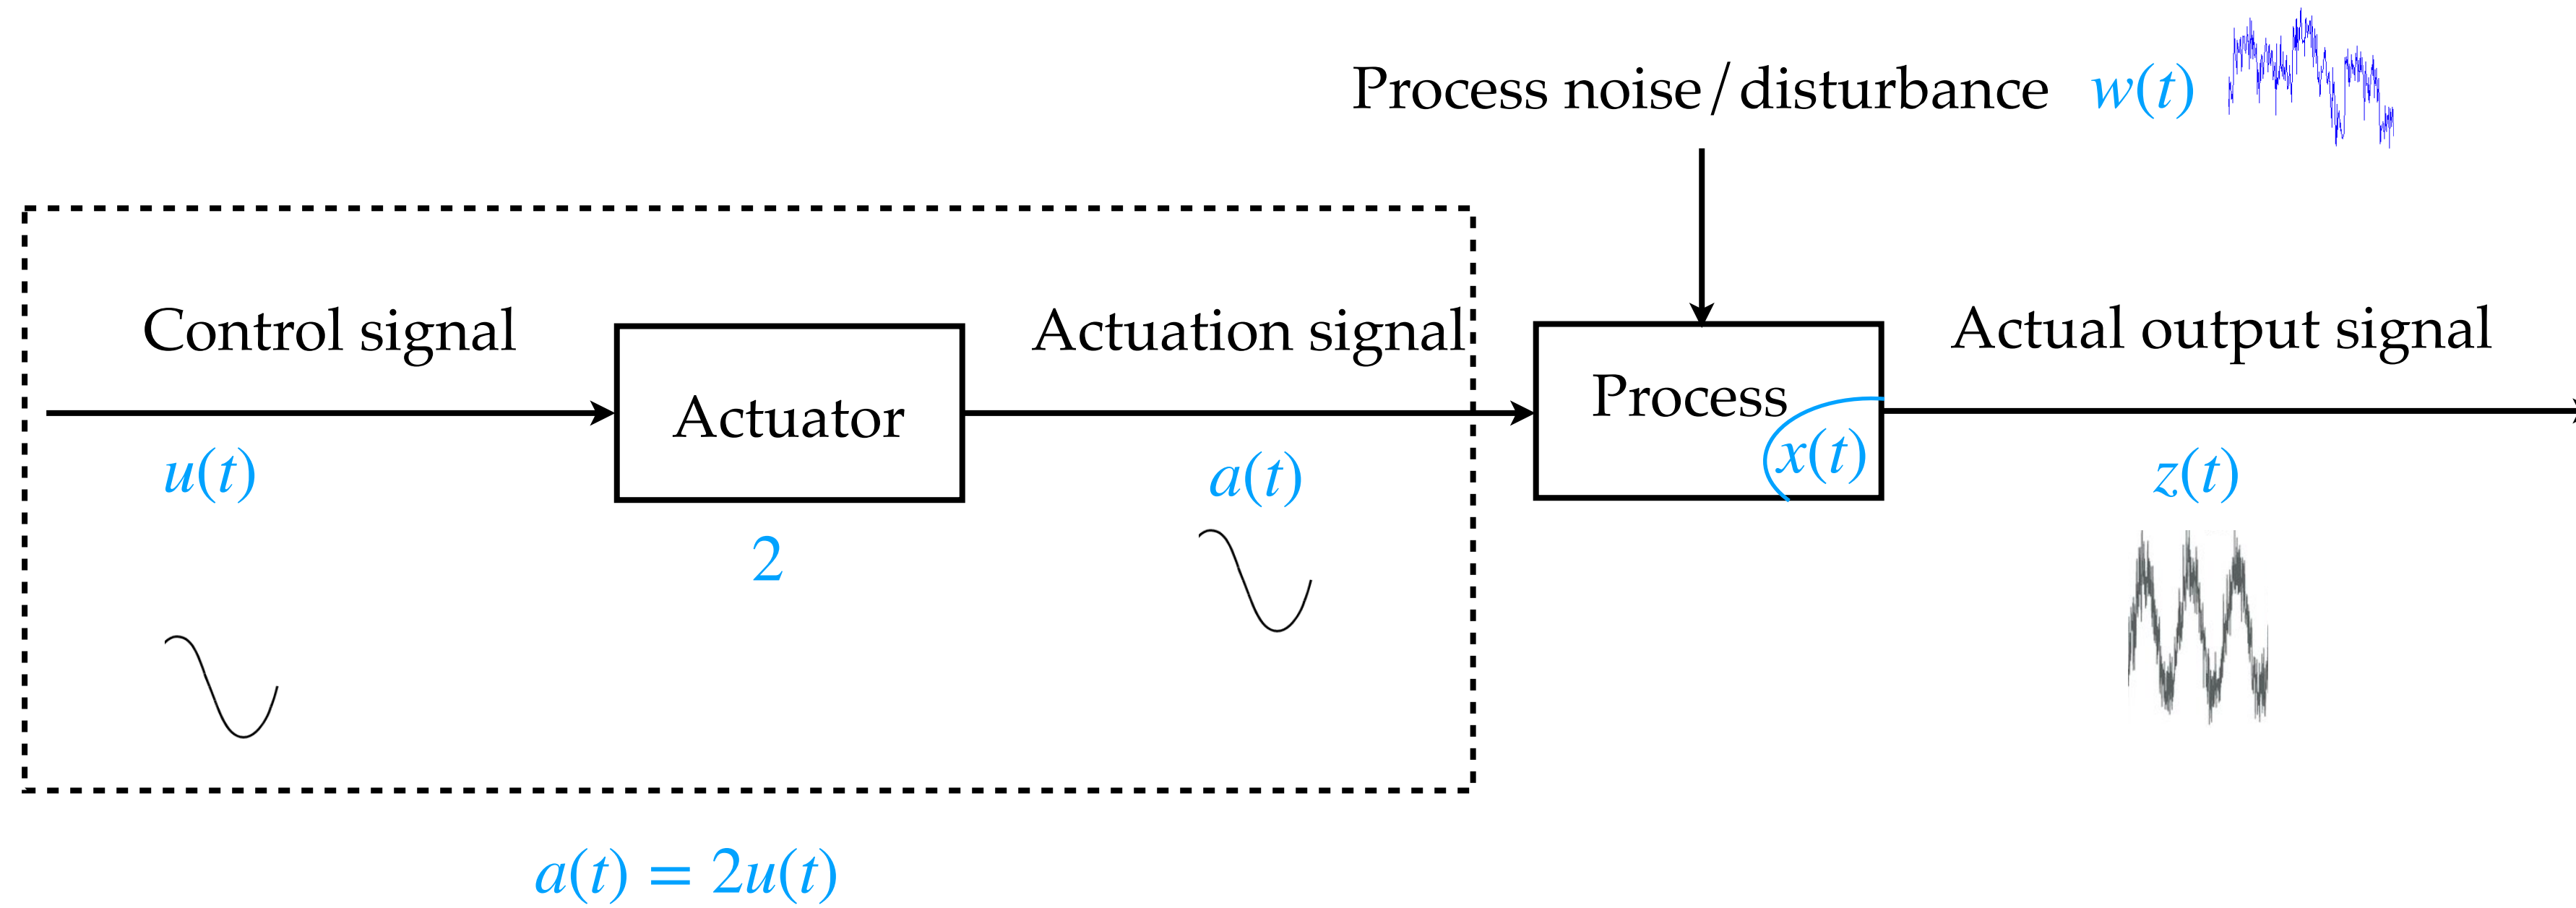 Process noise/disturbance w(t)
Control signal
Actuation signal
Actual output signal
Actuator
Process
x(t)
u(t)
a(t)
z(t)
2
a(t) = 2u(t)